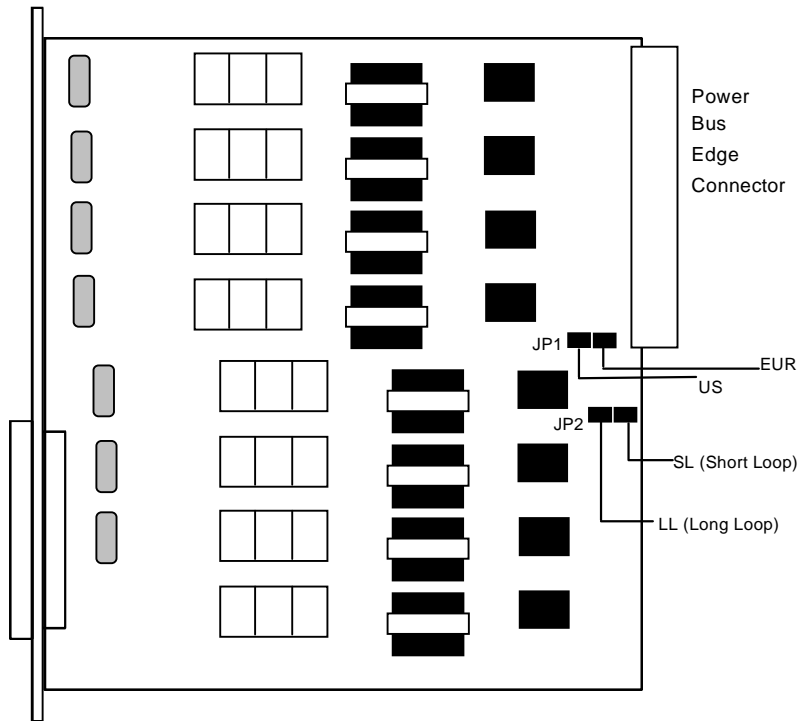 Power
Bus
Edge
Connector
JP1
EUR
US
JP2
SL (Short Loop)
LL (Long Loop)